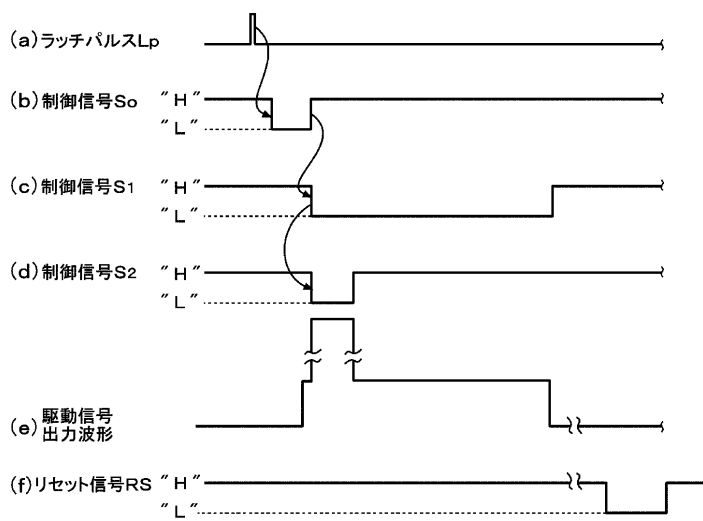 (a)ラッチパルスLp
(b)制御信号So ″H″
″L″
(c)制御信号S1 ″H″
″L″
(d)制御信号S2 ″H″
″L″
(e)駆動信号
出力波形
(f)リセット信号RS ″H″
″L″